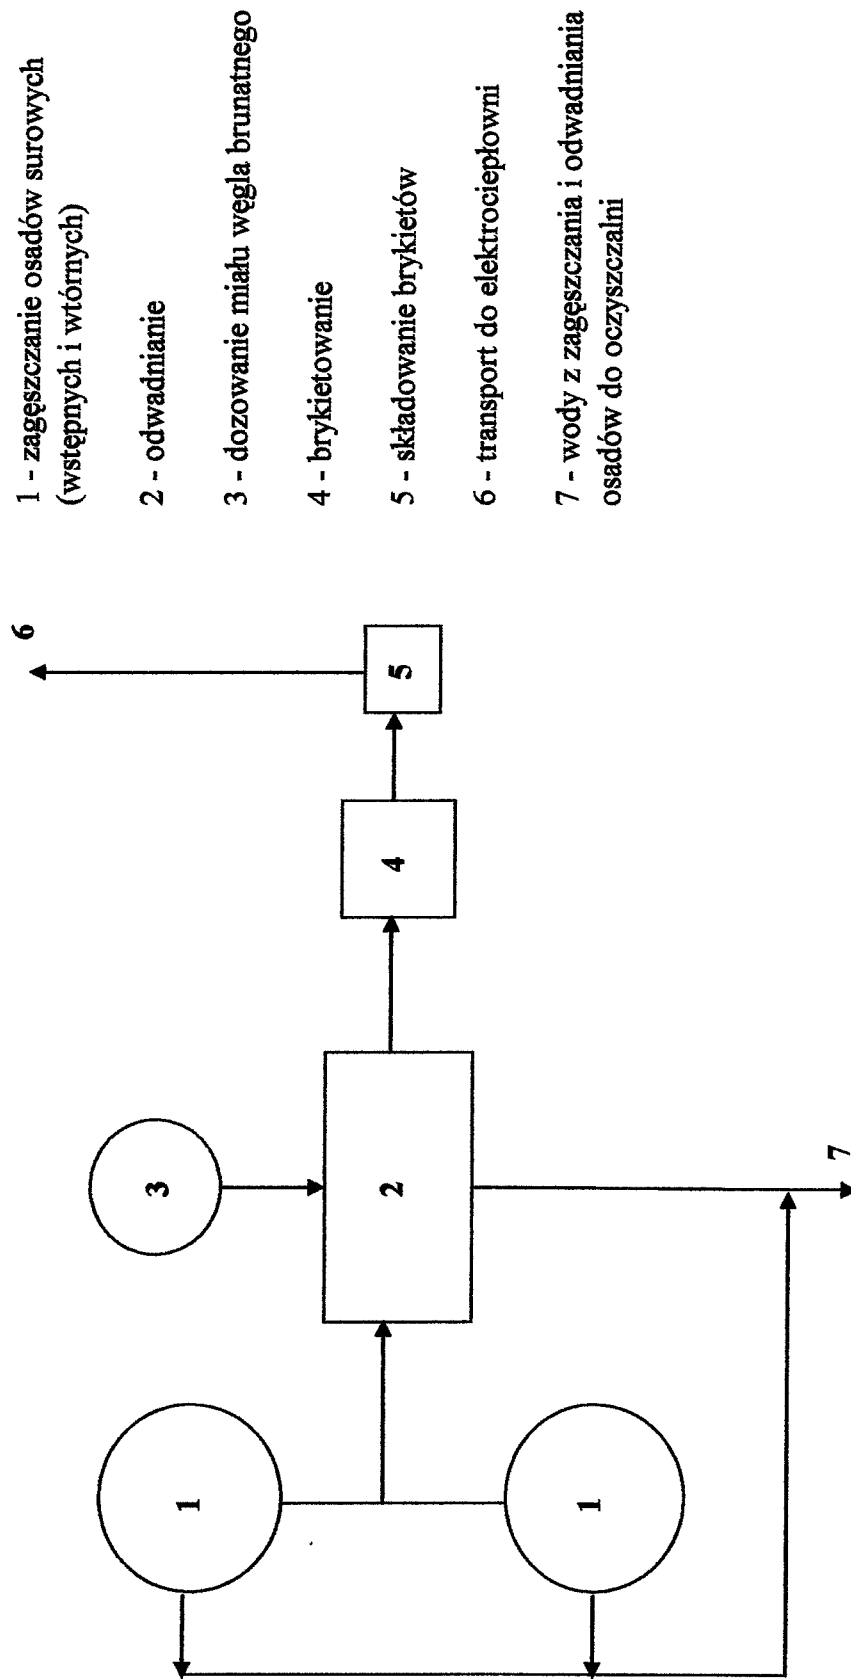 1 - zagęszczanie osadów surowych
(wstępnych i wtórnych)
2 - odwadnianie
3 - dozowanie miału węgla brunatnego
4 - brykietowanie
5 - składowanie brykietów
6 - transport do elektrociepłowni
7 - wody z zagęszczania i odwadniania
osadów do oczyszczalni
6
3
1
2
4
5
1
7